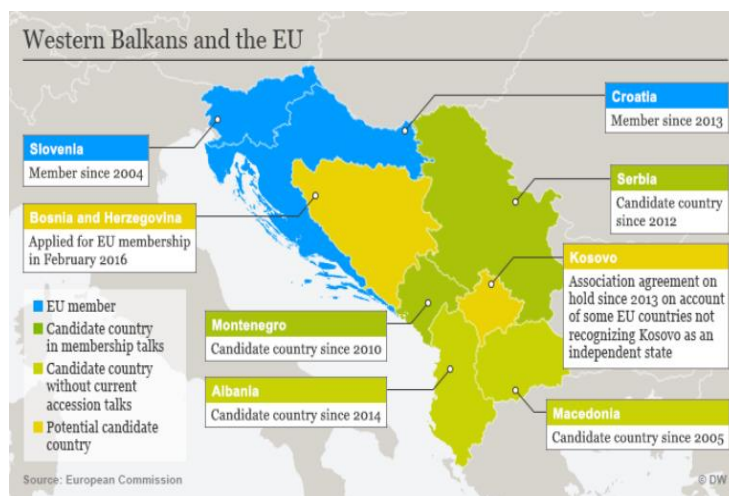 Western Balkans and the EU
Croatia
Member since 2013
Slovenia
Member since 2004
Serbia
Candidate country
since 2012
Bosnia and Herzegovina
Applied for EU membership
in February 2016
Kosovo
Association agreement on
hold since 2013 on account
of some EU countries not
recognizing Kosovo as an
independent state
EU member
Candidate country
in membership talks
Candidate country
without current
accession talks
Potential candidate
country
Montenegro
Candidate country since 2010
Albania
Candidate country since 2014
Macedonia
Candidate country since 2005
Source: European Commission
© DW